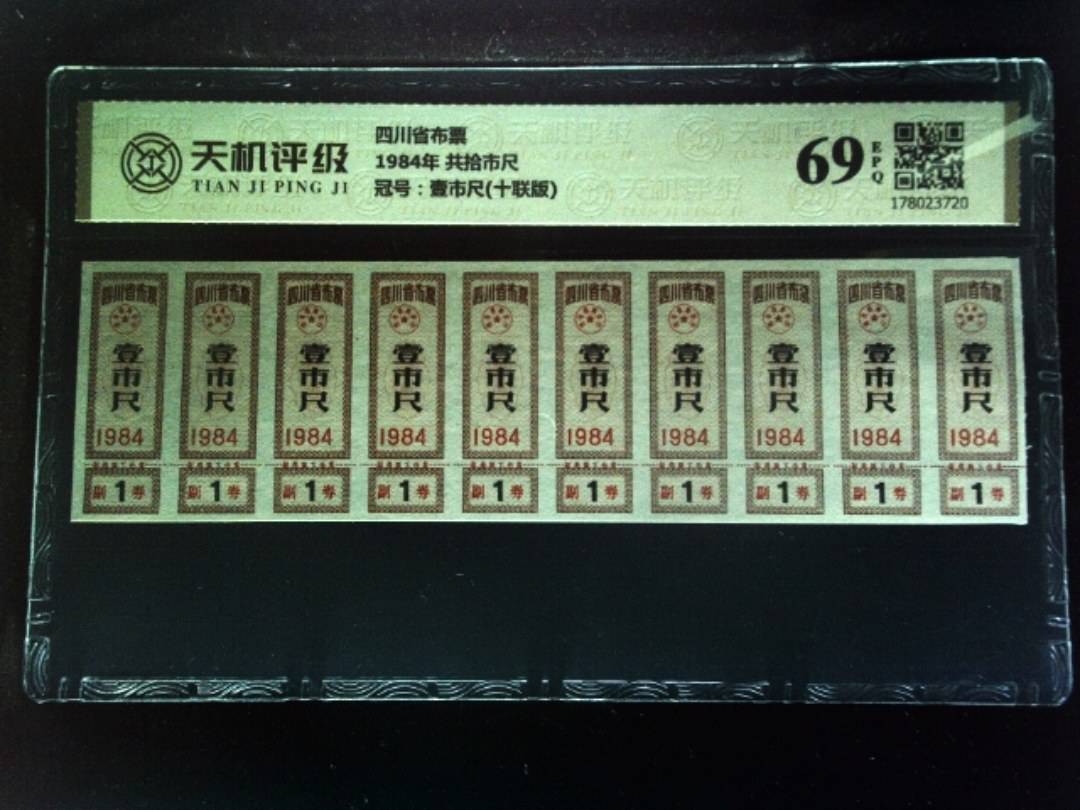 天机评级
TIAN JI PING JI
四川省布票
1984年 共拾市尺
冠号：壹市尺(十联版)
69
EPQ
178023720
四川省布票 四川省布票 四川省布票 四川省布票 四川省布票 四川省布票 四川省布票 四川省布票 四川省布票 四川省布票
壹市尺 壹市尺 壹市尺 壹市尺 壹市尺 壹市尺 壹市尺 壹市尺 壹市尺 壹市尺
1984 1984 1984 1984 1984 1984 1984 1984 1984 1984
副1券 副1券 副1券 副1券 副1券 副1券 副1券 副1券 副1券 副1券